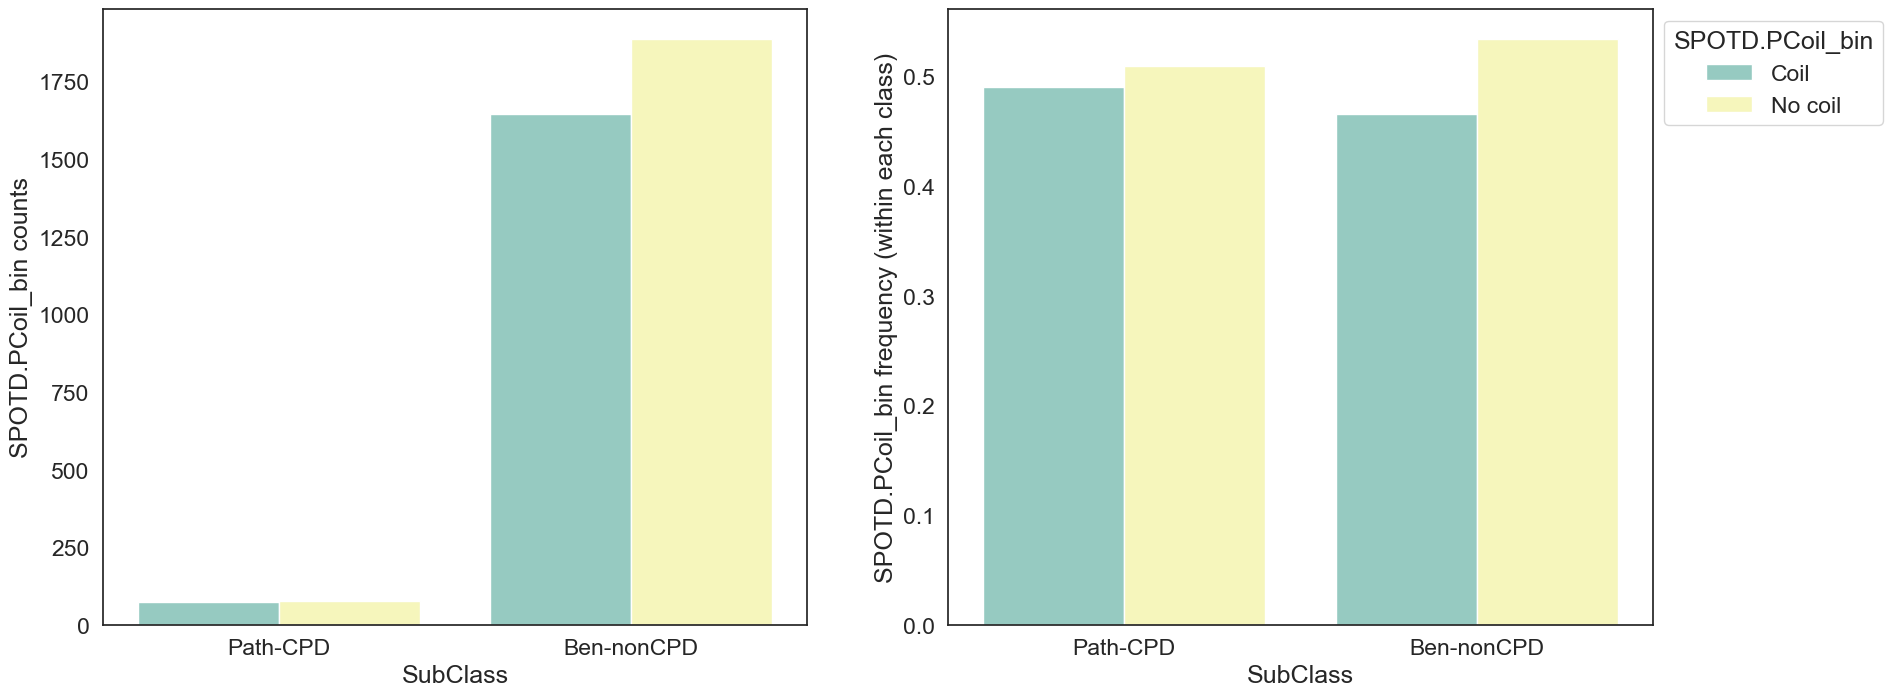 SPOTD.PCoil_bin counts
1750
1500
1250
1000
750
500
250
0
Path-CPD
Ben-nonCPD
SubClass
SPOTD.PCoil_bin frequency (within each class)
0.5
0.4
0.3
0.2
0.1
0.0
Path-CPD
Ben-nonCPD
SubClass
SPOTD.PCoil_bin
Coil
No coil